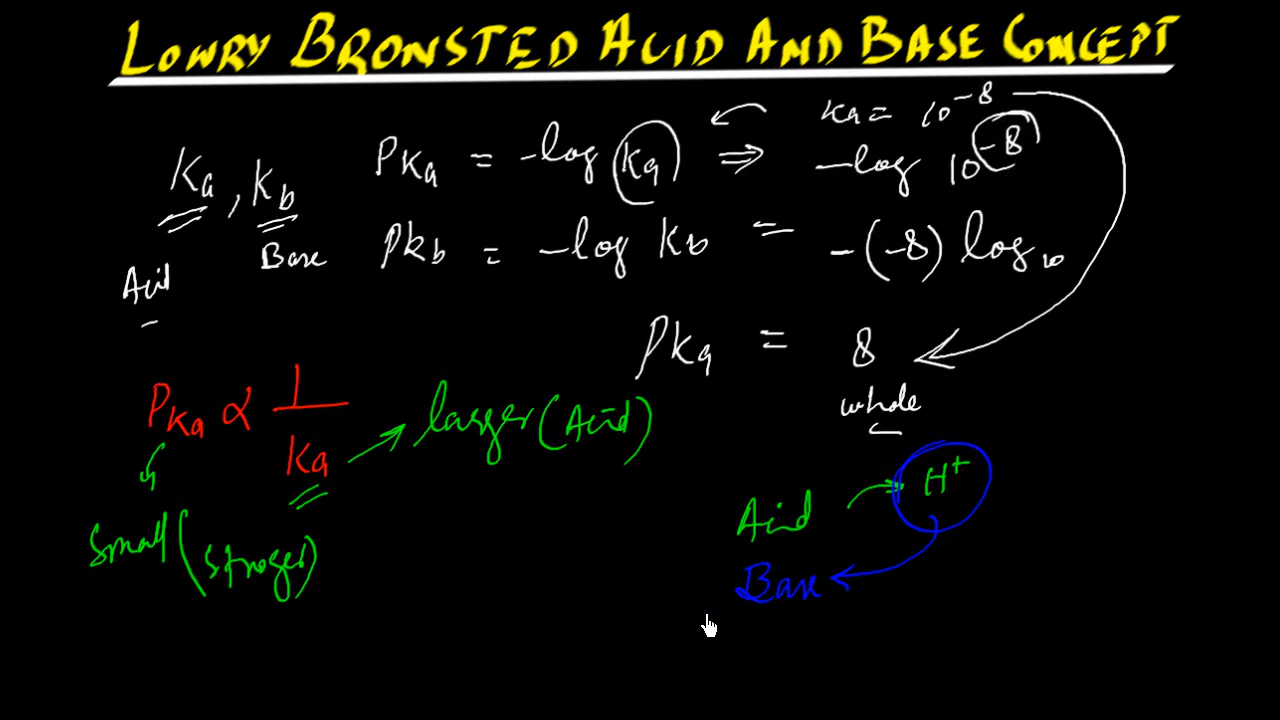 LOWRY BRONSTED ACID AND BASE CONCEPT
Ka = 10^-8
Ka, Kb
PKa = -log(Ka) ⇒ -log 10^-8
Acid
Base
Pkb = -log Kb = -(-8) log10
Pka = 8
whole
PKa ∝ 1/Ka → larger (Acid)
Small (stroger)
Acid → H+
Base